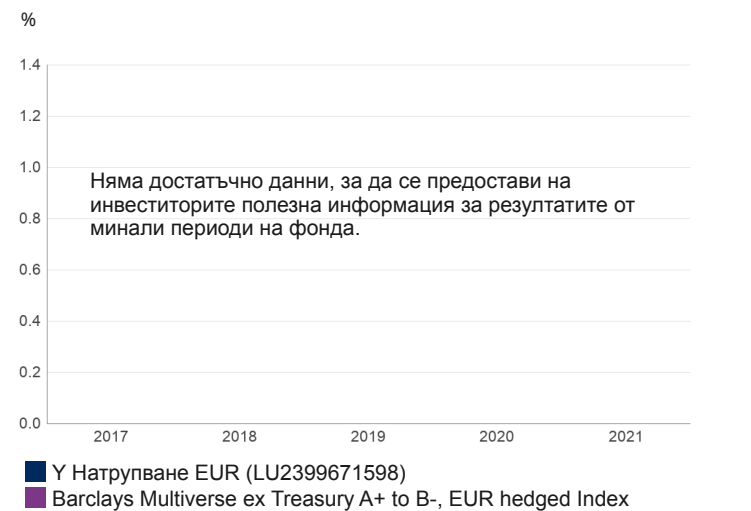 %
1.4
1.2
1.0
Няма достатъчно данни, за да се предостави на
инвеститорите полезна информация за резултатите от
0.8
минали периоди на фонда.
0.6
0.4
0.2
0.0
2017 2018 2019 2020 2021
Y Натрупване EUR (LU2399671598)
Barclays Multiverse ex Treasury A+ to B-, EUR hedged Index